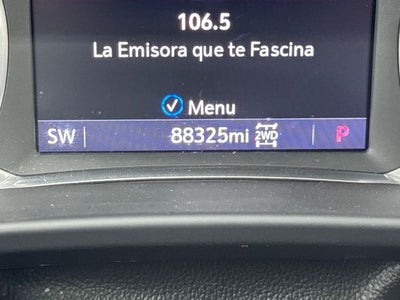 106.5
La Emisora que te Fascina
Menu
SW 88325mi 2WD P